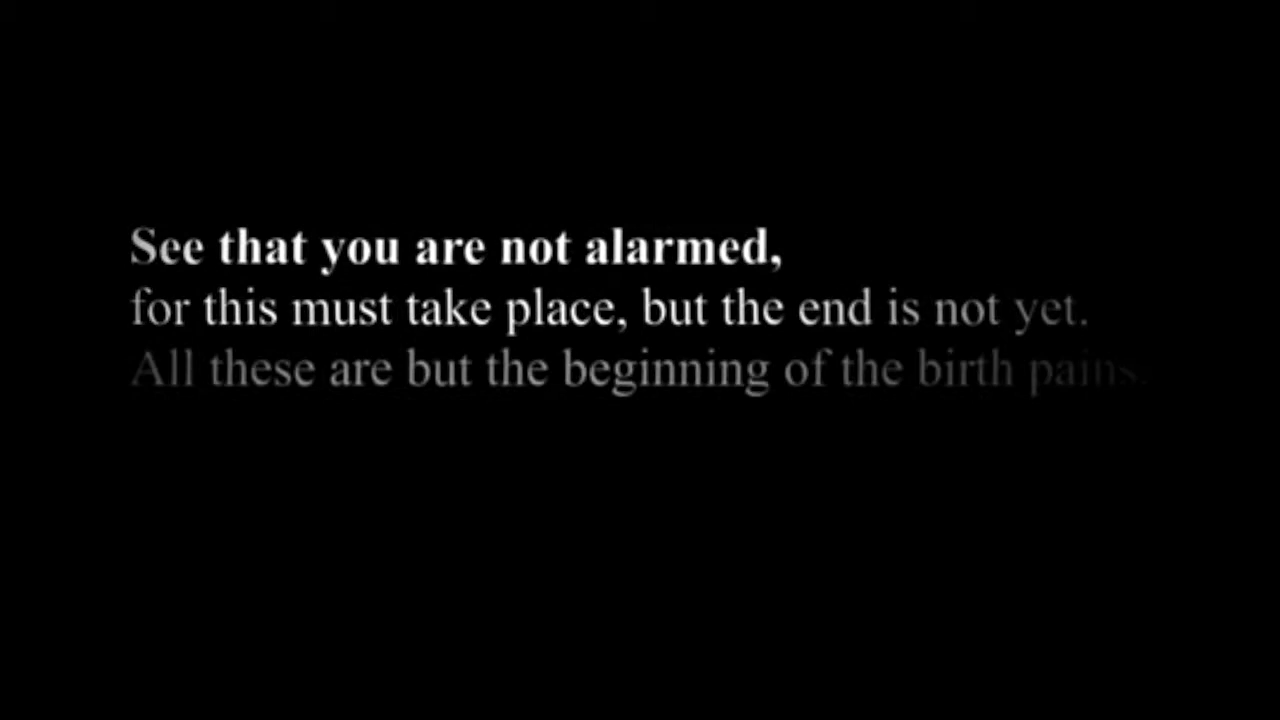 See that you are not alarmed,
for this must take place, but the end is not yet.
All these are but the beginning of the birth pains.